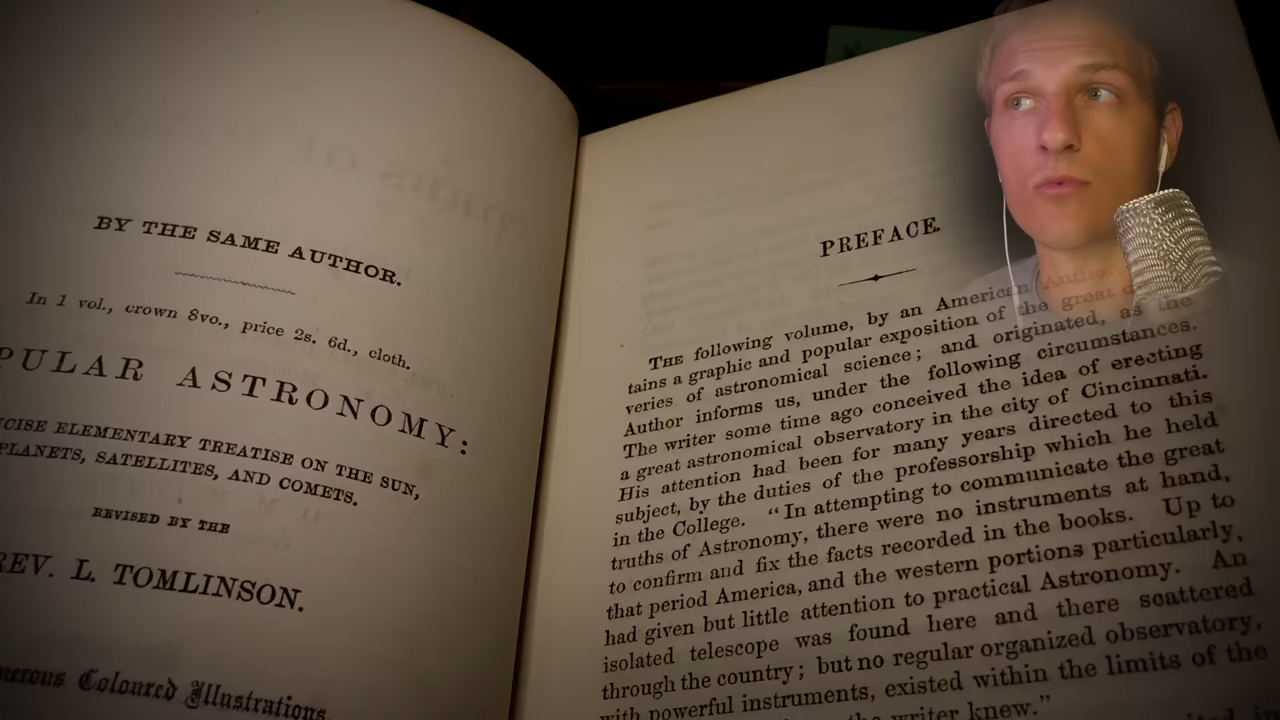 BY THE SAME AUTHOR.
In 1 vol., crown 8vo., price 2s. 6d., cloth.
PULAR ASTRONOMY:
CISE ELEMENTARY TREATISE ON THE SUN,
PLANETS, SATELLITES, AND COMETS.
REVISED BY THE
REV. L. TOMLINSON.
Coloured Illustrations.
PREFACE.
THE following volume, by an American Author
tains a graphic and popular exposition of the great
veries of astronomical science; and originated, as the
Author informs us, under the following circumstances.
The writer some time ago conceived the idea of erecting
a great astronomical observatory in the city of Cincinnati.
His attention had been for many years directed to this
subject, by the duties of the professorship which he held
in the College. "In attempting to communicate the great
truths of Astronomy, there were no instruments at hand,
to confirm and fix the facts recorded in the books. Up to
that period America, and the western portions particularly,
had given but little attention to practical Astronomy. An
isolated telescope was found here and there scattered
through the country; but no regular organized observatory,
with powerful instruments, existed within the limits of the
the writer knew."